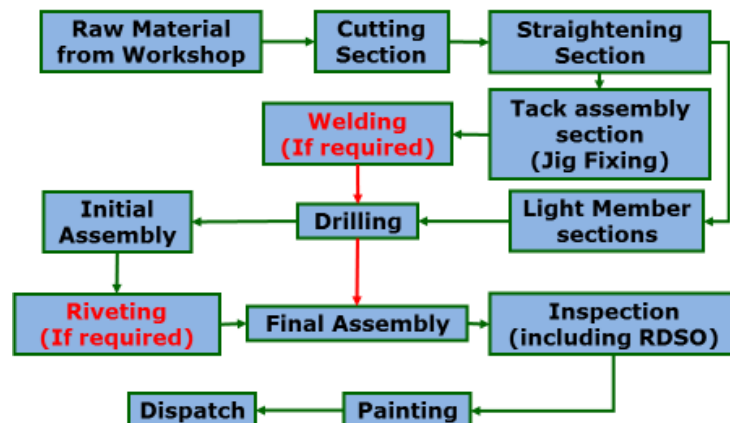 Raw Material
from Workshop
Cutting
Section
Straightening
Section
Tack assembly
section
(Jig Fixing)
Welding
(If required)
Light Member
sections
Drilling
Initial
Assembly
Riveting
(If required)
Final Assembly
Inspection
(including RDSO)
Painting
Dispatch